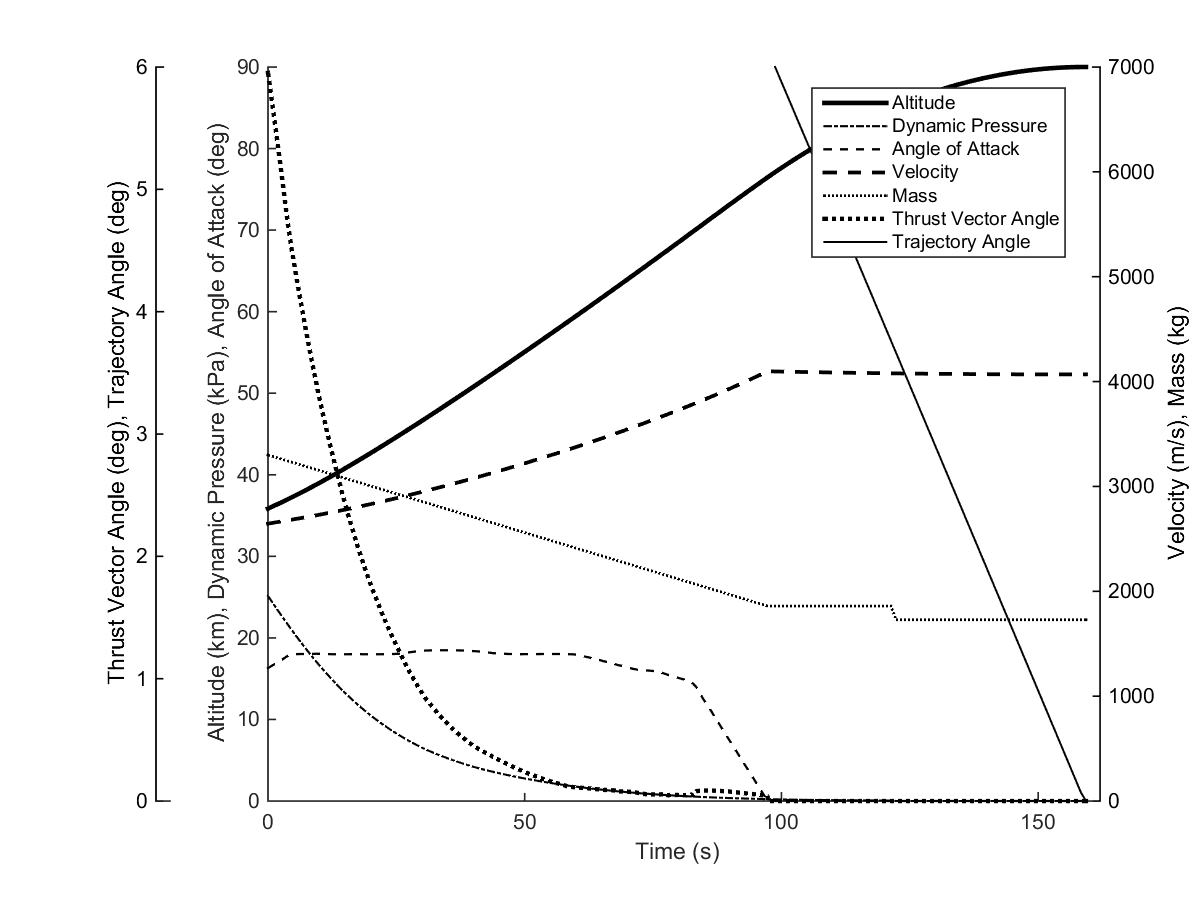 6
5
4
3
2
1
0
Thrust Vector Angle (deg), Trajectory Angle (deg)
90
80
70
60
50
40
30
20
10
0
Altitude (km), Dynamic Pressure (kPa), Angle of Attack (deg)
Altitude
Dynamic Pressure
Angle of Attack
Velocity
Mass
Thrust Vector Angle
Trajectory Angle
7000
6000
5000
4000
3000
2000
1000
0
Velocity (m/s), Mass (kg)
0 50 100 150
Time (s)